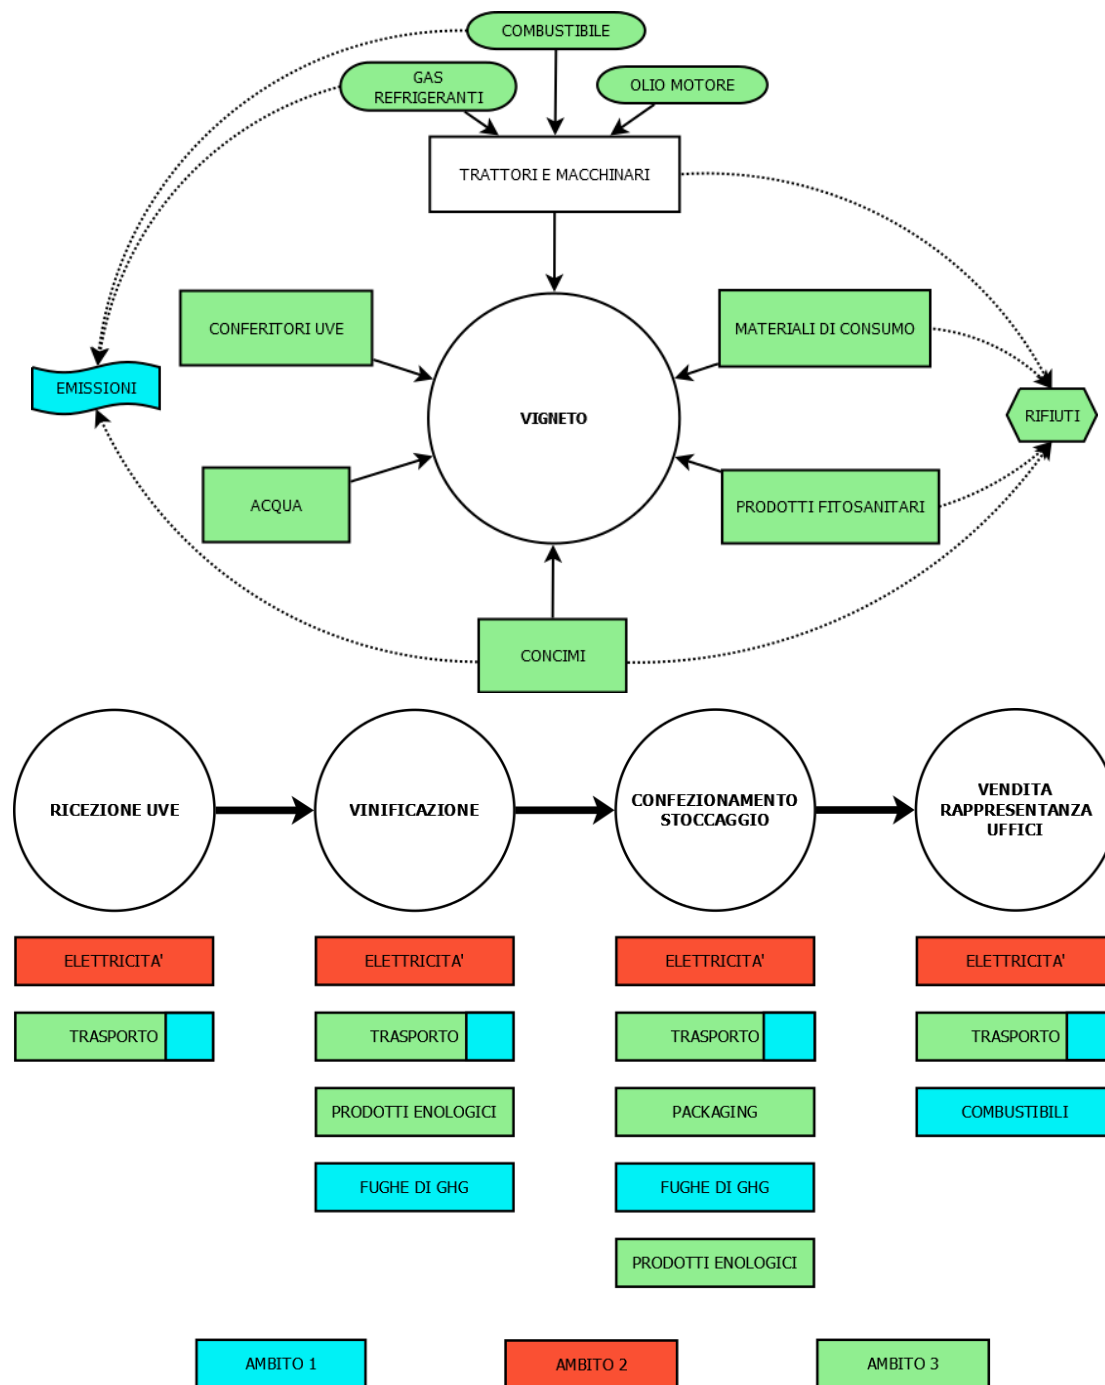 COMBUSTIBILE
GAS
REFRIGERANTI
OLIO MOTORE
TRATTORI E MACCHINARI
CONFERITORI UVE
MATERIALI DI CONSUMO
EMISSIONI
VIGNETO
RIFIUTI
ACQUA
PRODOTTI FITOSANITARI
CONCIMI
RICEZIONE UVE
VINIFICAZIONE
CONFEZIONAMENTO
STOCCAGGIO
VENDITA
RAPPRESENTANZA
UFFICI
ELETTRICITA'
ELETTRICITA'
ELETTRICITA'
ELETTRICITA'
TRASPORTO
TRASPORTO
TRASPORTO
TRASPORTO
PRODOTTI ENOLOGICI
PACKAGING
COMBUSTIBILI
FUGHE DI GHG
FUGHE DI GHG
PRODOTTI ENOLOGICI
AMBITO 1
AMBITO 2
AMBITO 3